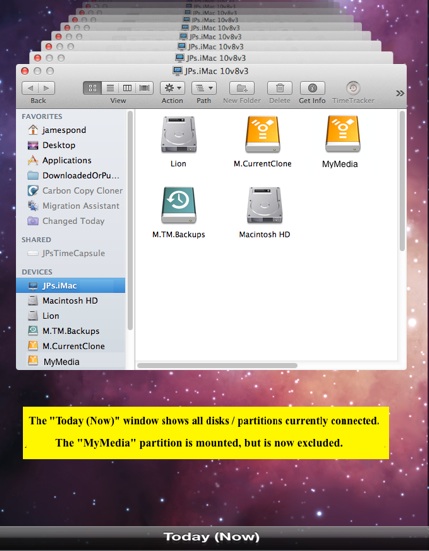 JPs.iMac 10v8v3
JPs.iMac 10v8v3
JPs.iMac 10v8v3
JPs.iMac 10v8v3
Back
View
Action
Path
New Folder
Delete
Get Info
TimeTracker
FAVORITES
jamespond
Desktop
Applications
DownloadedOrPu...
Carbon Copy Cloner
Migration Assistant
Changed Today
SHARED
JPsTimeCapsule
DEVICES
JPs.iMac
Macintosh HD
Lion
M.TM.Backups
M.CurrentClone
MyMedia
Lion
M.CurrentClone
MyMedia
M.TM.Backups
Macintosh HD
The "Today (Now)" window shows all disks / partitions currently connected.
The "MyMedia" partition is mounted, but is now excluded.
Today (Now)